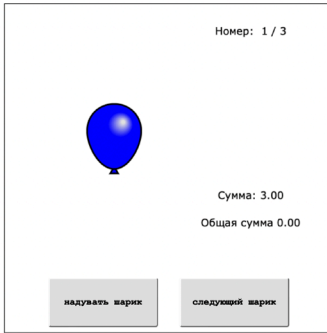 Номер: 1 / 3
Сумма: 3.00
Общая сумма 0.00
надувать шарик
следующий шарик